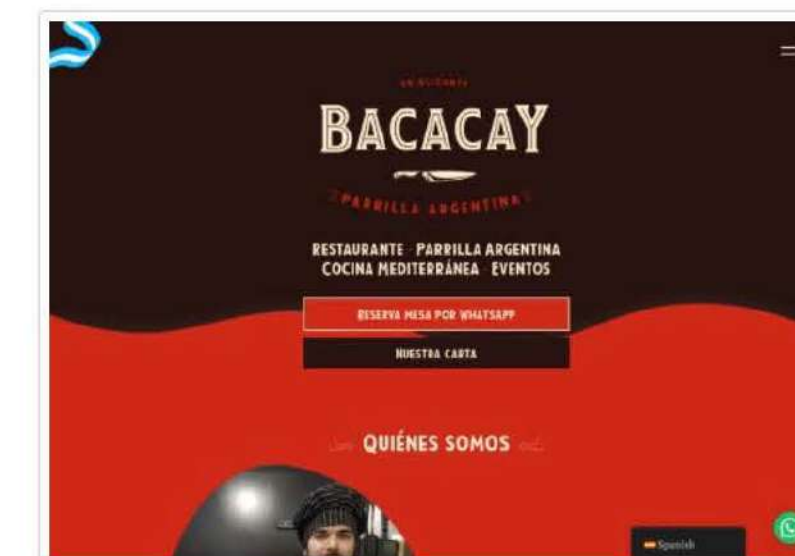 BACACAY
PARRILLA ARGENTINA
RESTAURANTE · PARRILLA ARGENTINA
COCINA MEDITERRÁNEA · EVENTOS
RESERVA MESA POR WHATSAPP
NUESTRA CARTA
QUIÉNES SOMOS
Spanish